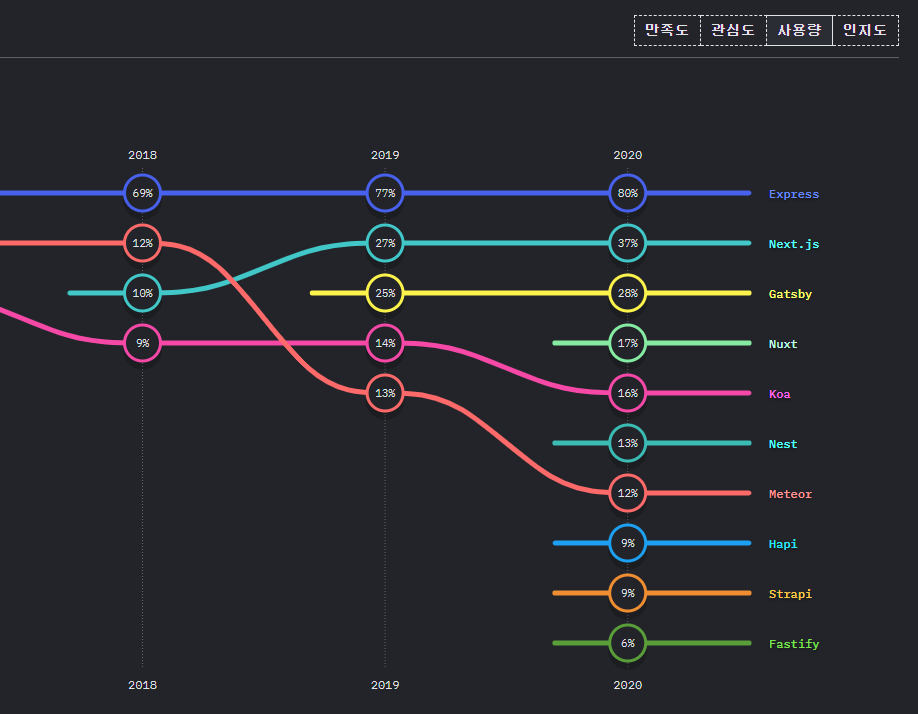 만족도 관심도 사용량 인지도
2018 2019 2020
69% 77% 80% Express
12% 27% 37% Next.js
10% 25% 28% Gatsby
9% 14% 17% Nuxt
13% 16% Koa
13% Nest
12% Meteor
9% Hapi
9% Strapi
6% Fastify
2018 2019 2020